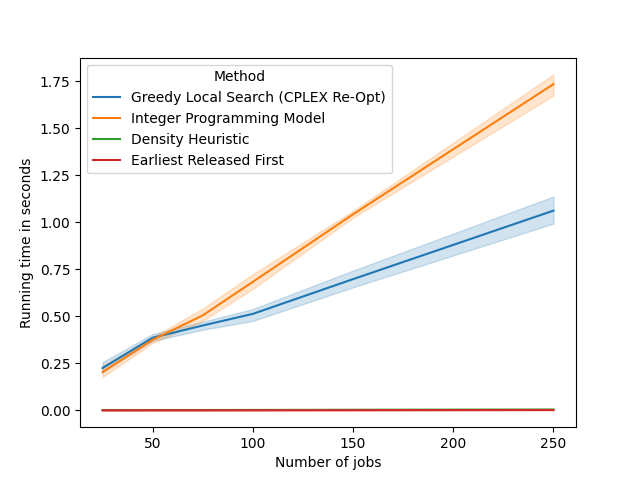 Method
Greedy Local Search (CPLEX Re-Opt)
Integer Programming Model
Density Heuristic
Earliest Released First
Running time in seconds
1.75
1.50
1.25
1.00
0.75
0.50
0.25
0.00
50 100 150 200 250
Number of jobs